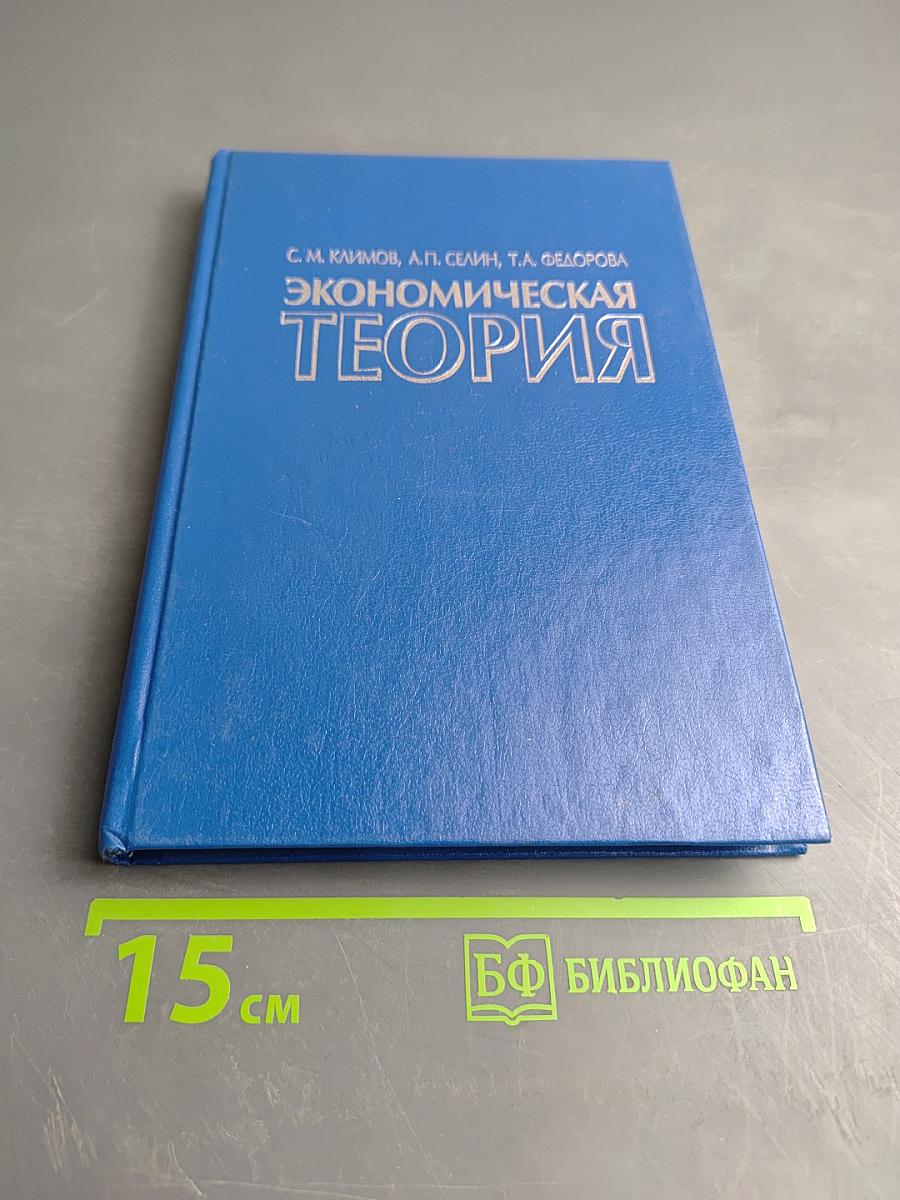 С. М. КЛИМОВ, А.П. СЕЛИН, Т.А. ФЕДОРОВА
ЭКОНОМИЧЕСКАЯ
ТЕОРИЯ
15 см
БФ БИБЛИОФАН